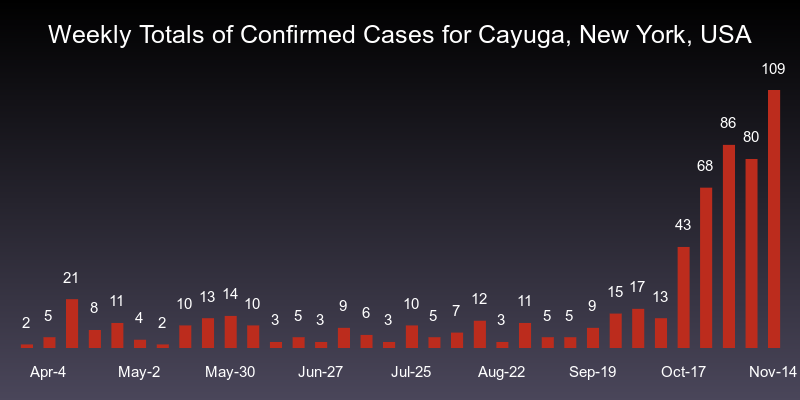 Weekly Totals of Confirmed Cases for Cayuga, New York, USA
2 5 21 8 11 4 2 10 13 14 10 3 5 3 9 6 3 10 5 7 12 3 11 5 5 9 15 17 13 43 68 86 80 109
Apr-4 May-2 May-30 Jun-27 Jul-25 Aug-22 Sep-19 Oct-17 Nov-14